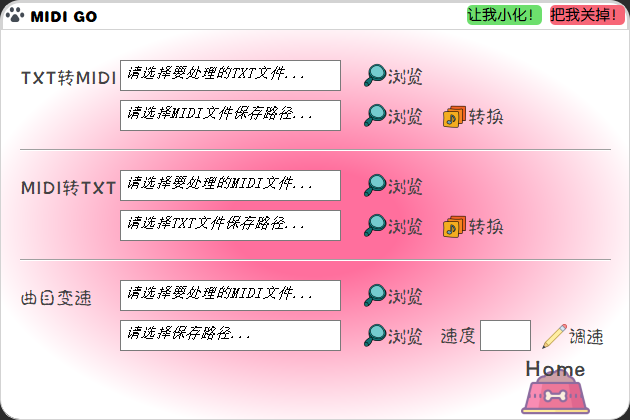 MIDI GO 让我小化! 把我关掉!
TXT转MIDI 请选择要处理的TXT文件... 浏览
请选择MIDI文件保存路径... 浏览 转换
MIDI转TXT 请选择要处理的MIDI文件... 浏览
请选择TXT文件保存路径... 浏览 转换
曲目变速 请选择要处理的MIDI文件... 浏览
请选择保存路径... 浏览 速度 调速
Home